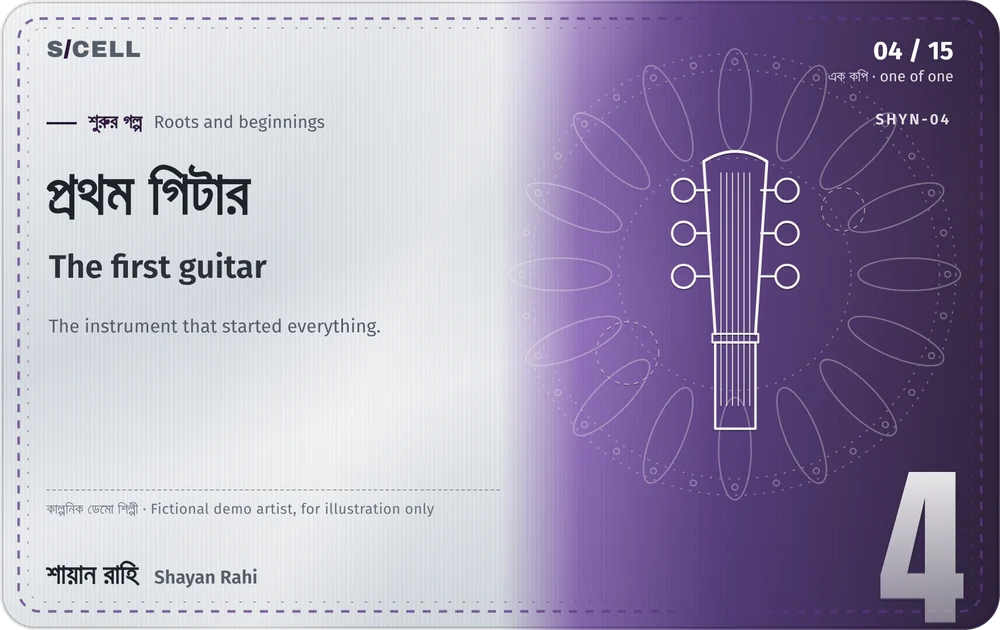 S/CELL
04 / 15
এক কপি · one of one
SHYN-04
শুরুর গল্প Roots and beginnings
প্রথম গিটার
The first guitar
The instrument that started everything.
কাল্পনিক ডেমো শিল্পী · Fictional demo artist, for illustration only
শায়ান রাহি Shayan Rahi
4